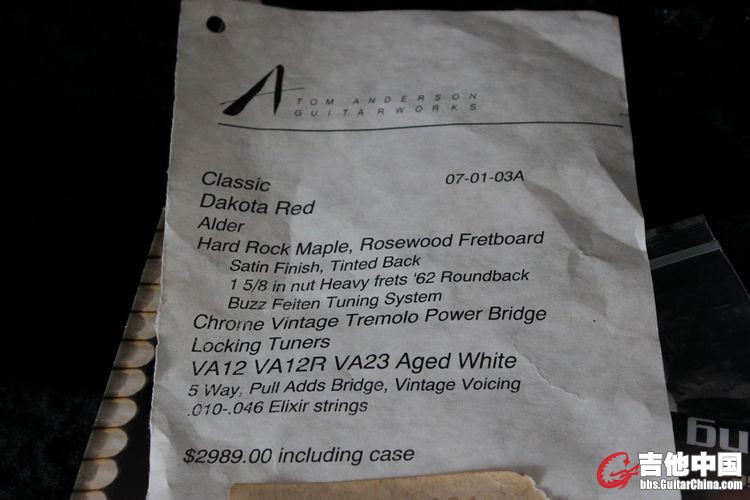 TOM ANDERSON
GUITARWORKS
Classic 07-01-03A
Dakota Red
Alder
Hard Rock Maple, Rosewood Fretboard
Satin Finish, Tinted Back
1 5/8 in nut Heavy frets '62 Roundback
Buzz Feiten Tuning System
Chrome Vintage Tremolo Power Bridge
Locking Tuners
VA12 VA12R VA23 Aged White
5 Way, Pull Adds Bridge, Vintage Voicing
.010-.046 Elixir strings
$2989.00 including case
吉他中国
bbs.GuitarChina.com